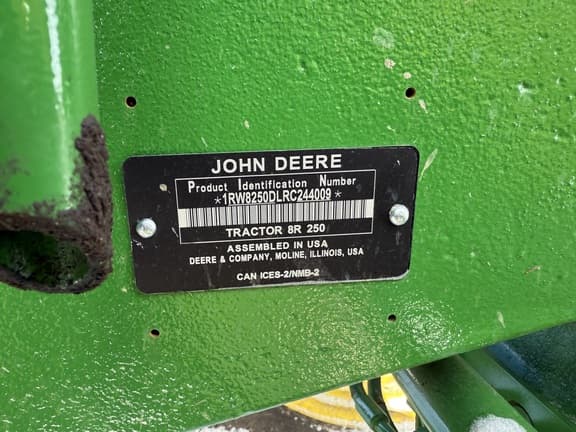 JOHN DEERE
Product Identification Number
*1RW8250DLRC244009*
TRACTOR 8R 250
ASSEMBLED IN USA
DEERE & COMPANY, MOLINE, ILLINOIS, USA
CAN ICES-2/NMB-2